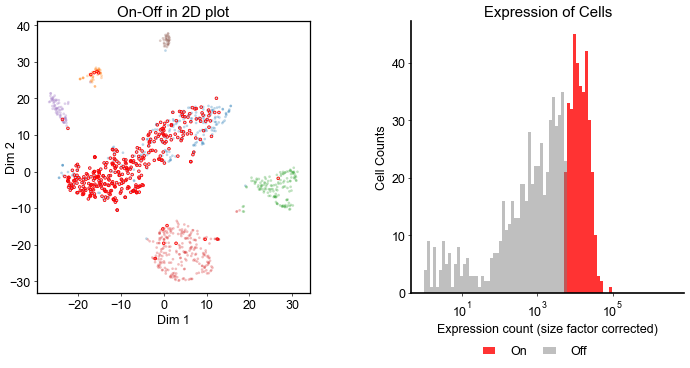 On-Off in 2D plot
Dim 2
40
30
20
10
0
−10
−20
−30
−20
−10
0
10
20
30
Dim 1
Expression of Cells
Cell Counts
40
30
20
10
0
10^1
10^3
10^5
Expression count (size factor corrected)
On
Off